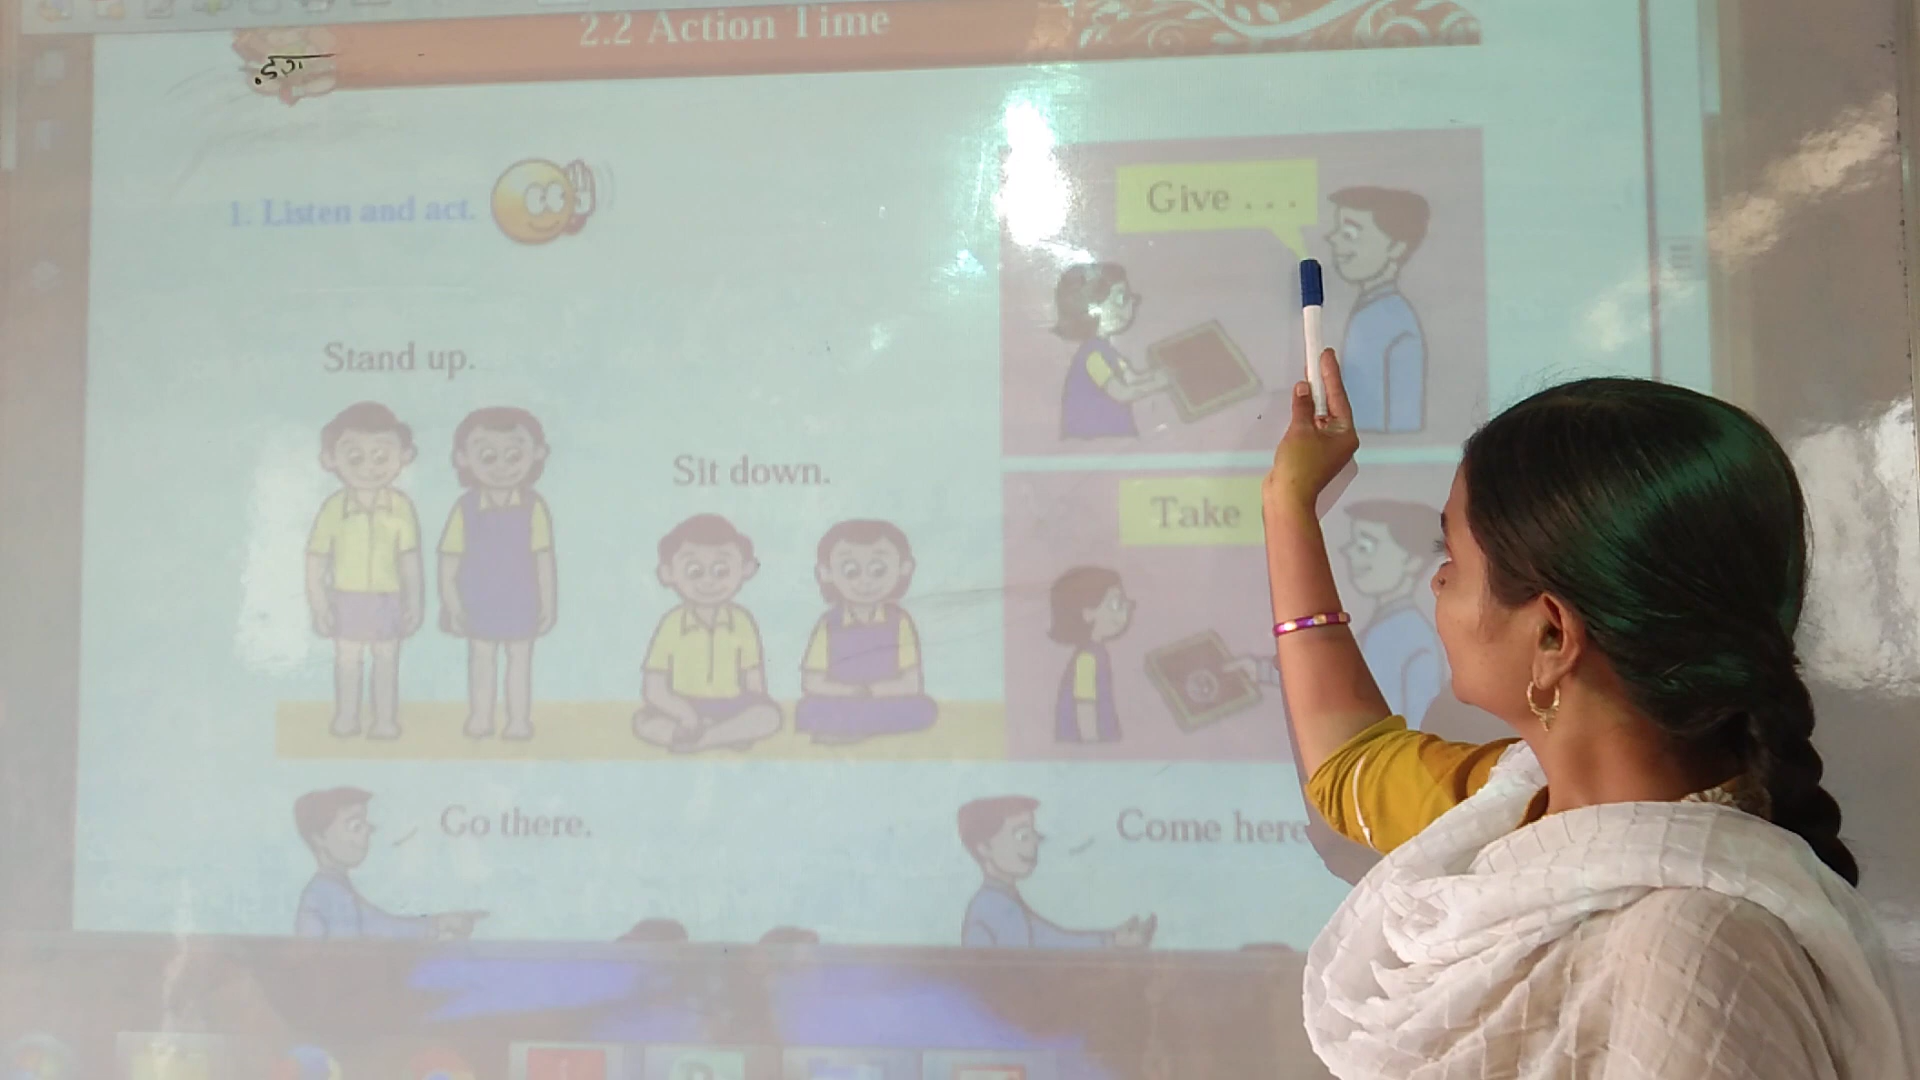 2.2 Action Time
1. Listen and act.
Give . . .
Stand up.
Sit down.
Take
Go there.
Come here